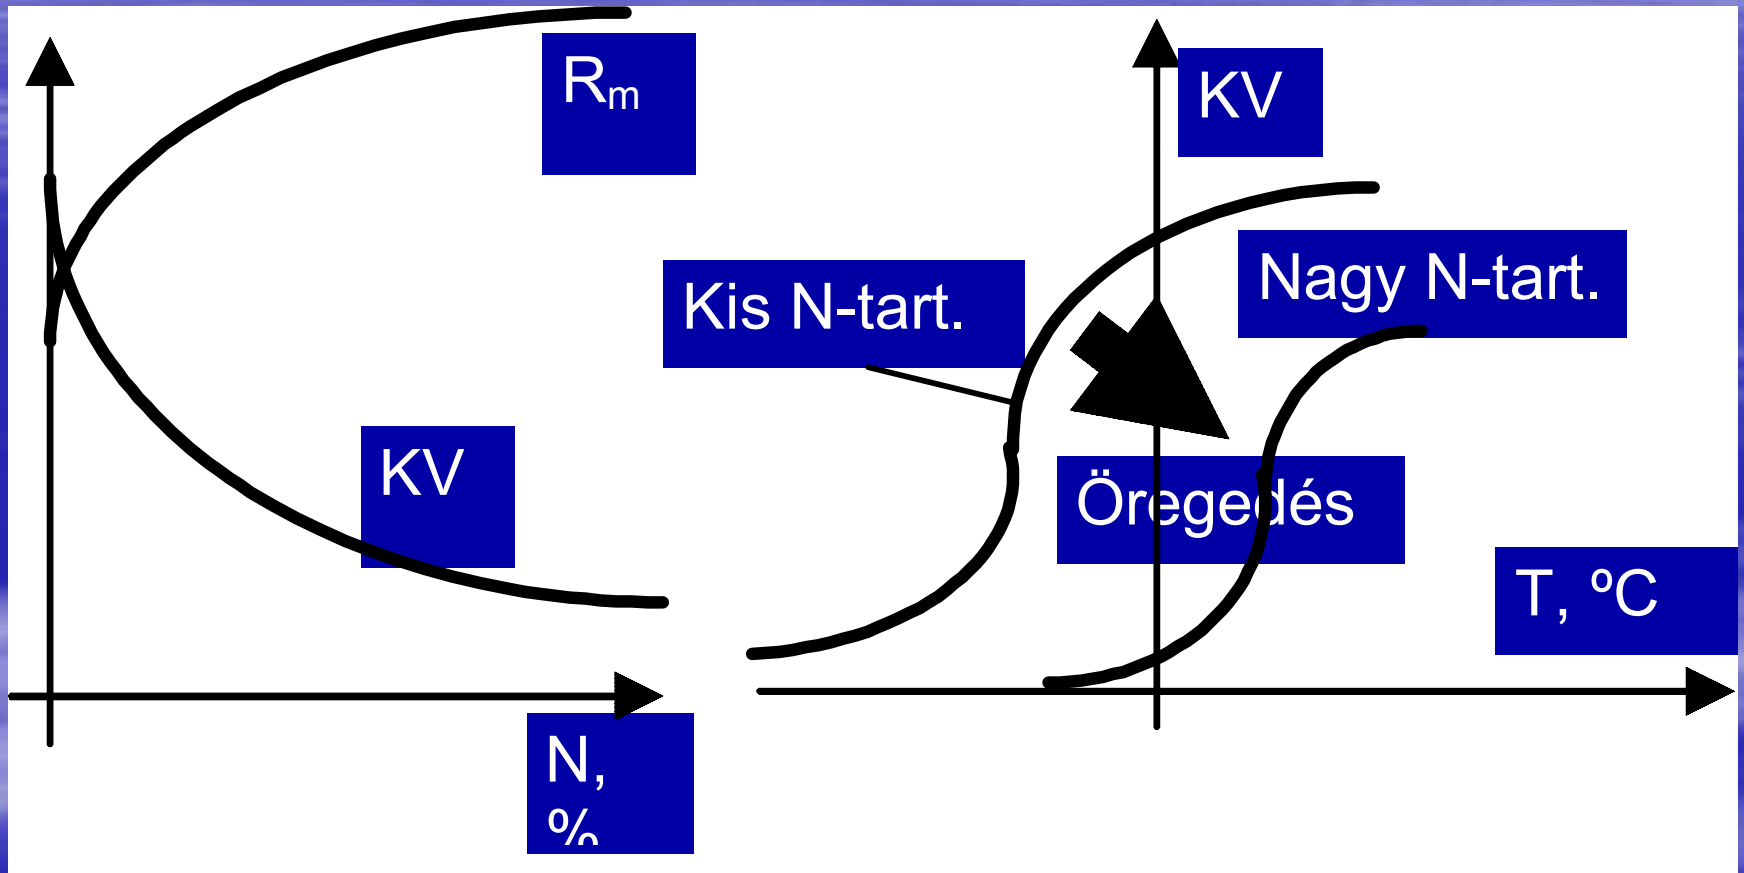 Rₘ
KV
N,
%
KV
Kis N-tart.
Nagy N-tart.
Öregedés
T, ºC